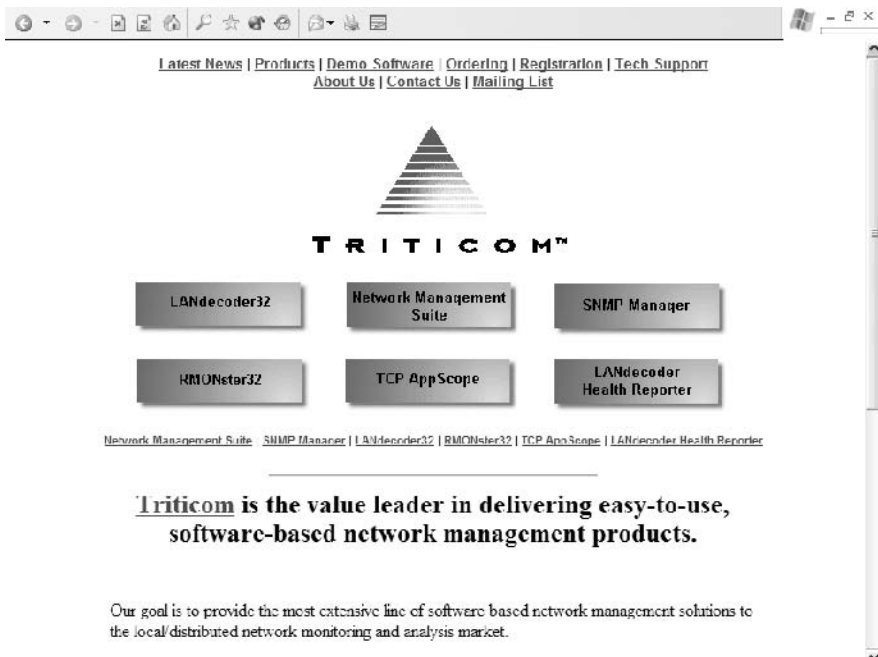 Latest News | Products | Demo Software | Ordering | Registration | Tech Support
About Us | Contact Us | Mailing List
TRITICOM™
LANdecoder32
Network Management
Suite
SNMP Manager
RMONster32
TCP AppScope
LANdecoder
Health Reporter
Network Management Suite | SNMP Manager | LANdecoder32 | RMONster32 | TCP AppScope | LANdecoder Health Reporter
Triticom is the value leader in delivering easy-to-use,
software-based network management products.
Our goal is to provide the most extensive line of software based network management solutions to
the local/distributed network monitoring and analysis market.